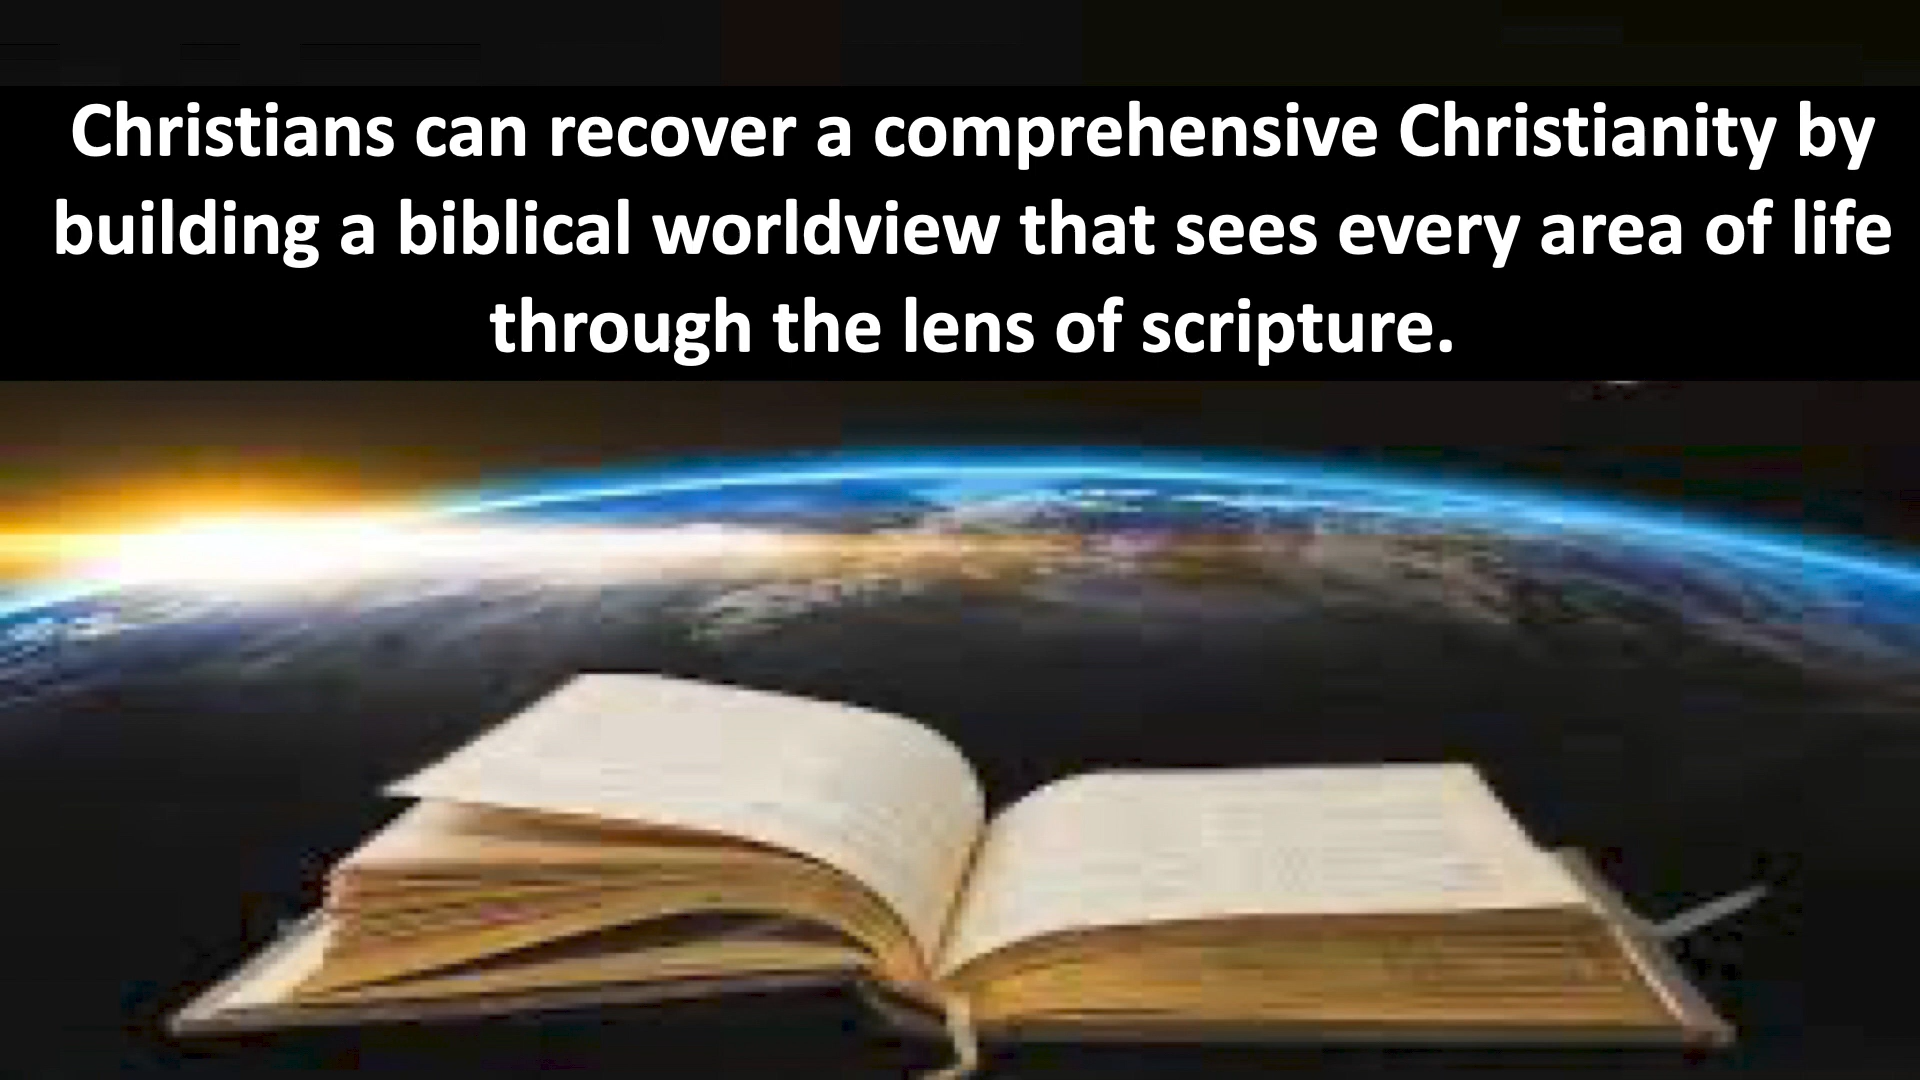 Christians can recover a comprehensive Christianity by
building a biblical worldview that sees every area of life
through the lens of scripture.